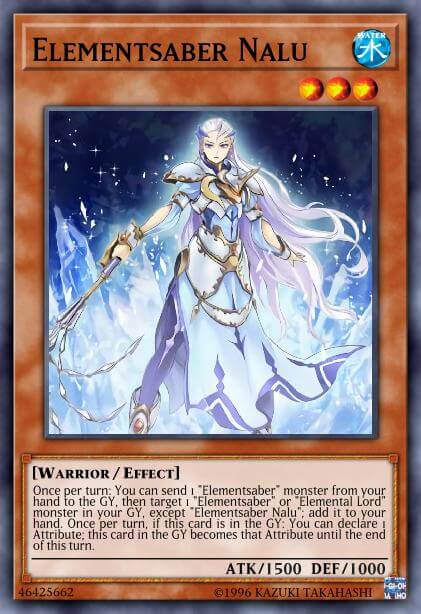 ELEMENTSABER NALU
WATER
水
[WARRIOR / EFFECT]
Once per turn: You can send 1 "Elementsaber" monster from your
hand to the GY, then target 1 "Elementsaber" or "Elemental Lord"
monster in your GY, except "Elementsaber Nalu"; add it to your
hand. Once per turn, if this card is in the GY: You can declare 1
Attribute; this card in the GY becomes that Attribute until the end
of this turn.
ATK/1500 DEF/1000
46425662
©1996 KAZUKI TAKAHASHI